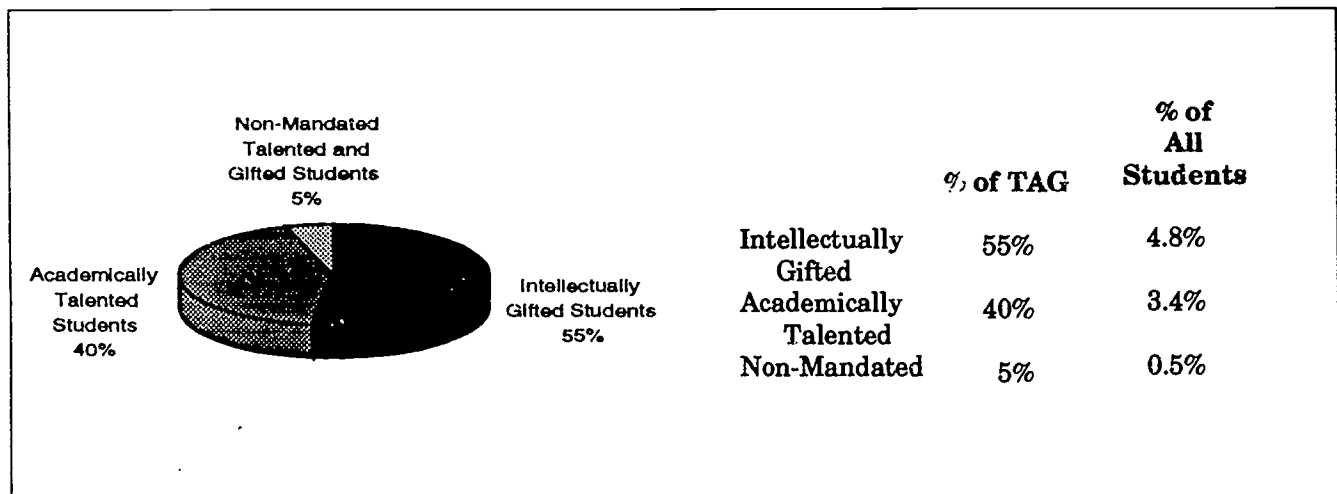 Non-Mandated
Talented and
Gifted Students
5%
Academically
Talented
Students
40%
Intellectually
Gifted Students
55%
% of
All
% of TAG Students
Intellectually 55% 4.8%
Gifted
Academically 40% 3.4%
Talented
Non-Mandated 5% 0.5%